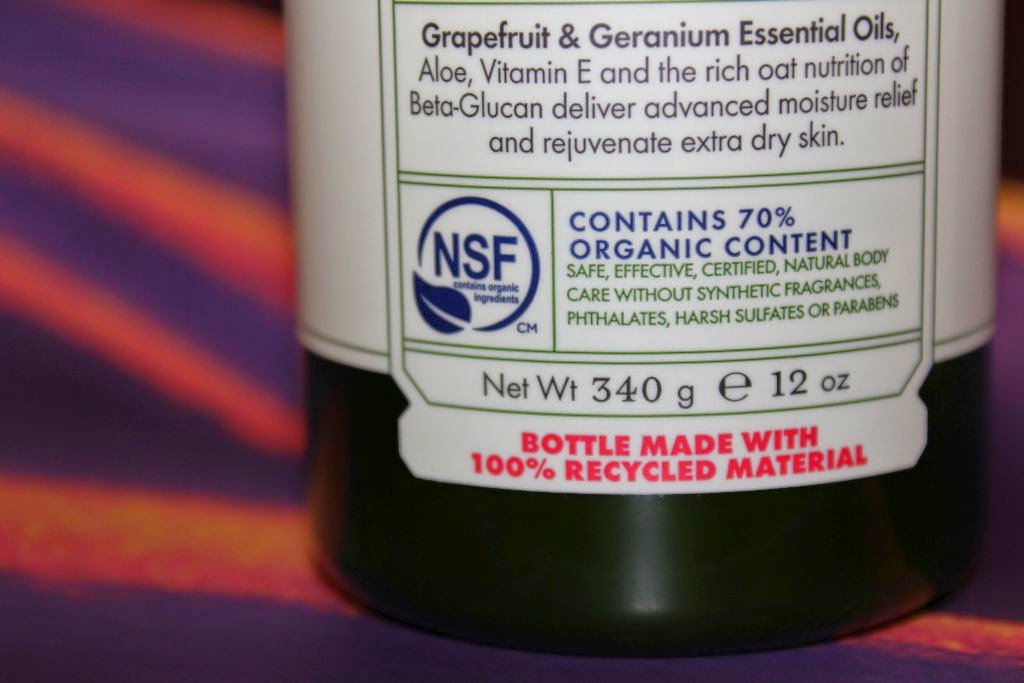 Grapefruit & Geranium Essential Oils,
Aloe, Vitamin E and the rich oat nutrition of
Beta-Glucan deliver advanced moisture relief
and rejuvenate extra dry skin.
NSF
contains organic
ingredients
CM
CONTAINS 70%
ORGANIC CONTENT
SAFE, EFFECTIVE, CERTIFIED, NATURAL BODY
CARE WITHOUT SYNTHETIC FRAGRANCES,
PHTHALATES, HARSH SULFATES OR PARABENS
Net Wt 340 g ℮ 12 oz
BOTTLE MADE WITH
100% RECYCLED MATERIAL